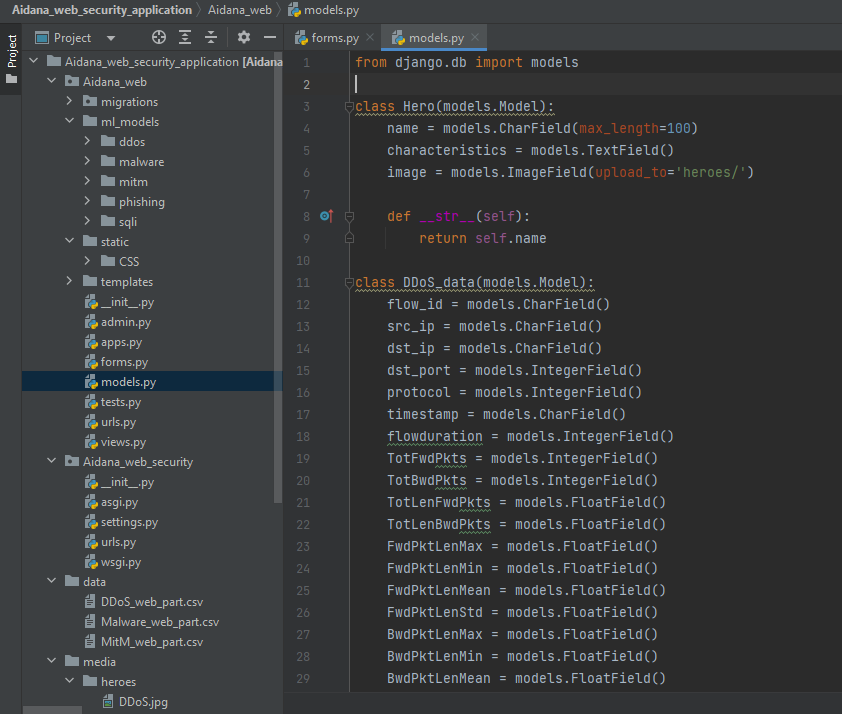 Aidana_web_security_application Aidana_web models.py
Project
Project
forms.py
models.py
Aidana_web_security_application [Aidana
Aidana_web
migrations
ml_models
ddos
malware
mitm
phishing
sqli
static
CSS
templates
__init__.py
admin.py
apps.py
forms.py
models.py
tests.py
urls.py
views.py
Aidana_web_security
__init__.py
asgi.py
settings.py
urls.py
wsgi.py
data
DDoS_web_part.csv
Malware_web_part.csv
MitM_web_part.csv
media
heroes
DDoS.jpg
1 from django.db import models
2
3 class Hero(models.Model):
4 name = models.CharField(max_length=100)
5 characteristics = models.TextField()
6 image = models.ImageField(upload_to='heroes/')
7
8 def __str__(self):
9 return self.name
10
11 class DDoS_data(models.Model):
12 flow_id = models.CharField()
13 src_ip = models.CharField()
14 dst_ip = models.CharField()
15 dst_port = models.IntegerField()
16 protocol = models.IntegerField()
17 timestamp = models.CharField()
18 flowduration = models.IntegerField()
19 TotFwdPkts = models.IntegerField()
20 TotBwdPkts = models.IntegerField()
21 TotLenFwdPkts = models.FloatField()
22 TotLenBwdPkts = models.FloatField()
23 FwdPktLenMax = models.FloatField()
24 FwdPktLenMin = models.FloatField()
25 FwdPktLenMean = models.FloatField()
26 FwdPktLenStd = models.FloatField()
27 BwdPktLenMax = models.FloatField()
28 BwdPktLenMin = models.FloatField()
29 BwdPktLenMean = models.FloatField()